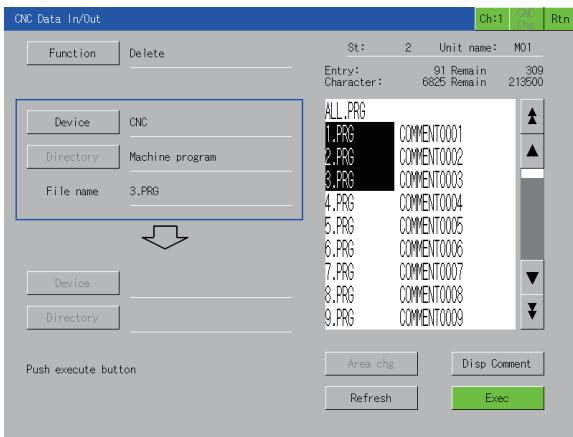 CNC Data In/Out Ch:1 CNC Chg Rtn
Function Delete
St: 2 Unit name: M01
Entry: 91 Remain 309
Character: 6825 Remain 213500
Device CNC
Directory Machine program
File name 3.PRG
ALL.PRG
1.PRG COMMENT0001
2.PRG COMMENT0002
3.PRG COMMENT0003
4.PRG COMMENT0004
5.PRG COMMENT0005
6.PRG COMMENT0006
7.PRG COMMENT0007
8.PRG COMMENT0008
9.PRG COMMENT0009
Device
Directory
Push execute button
Area chg Disp Comment
Refresh Exec